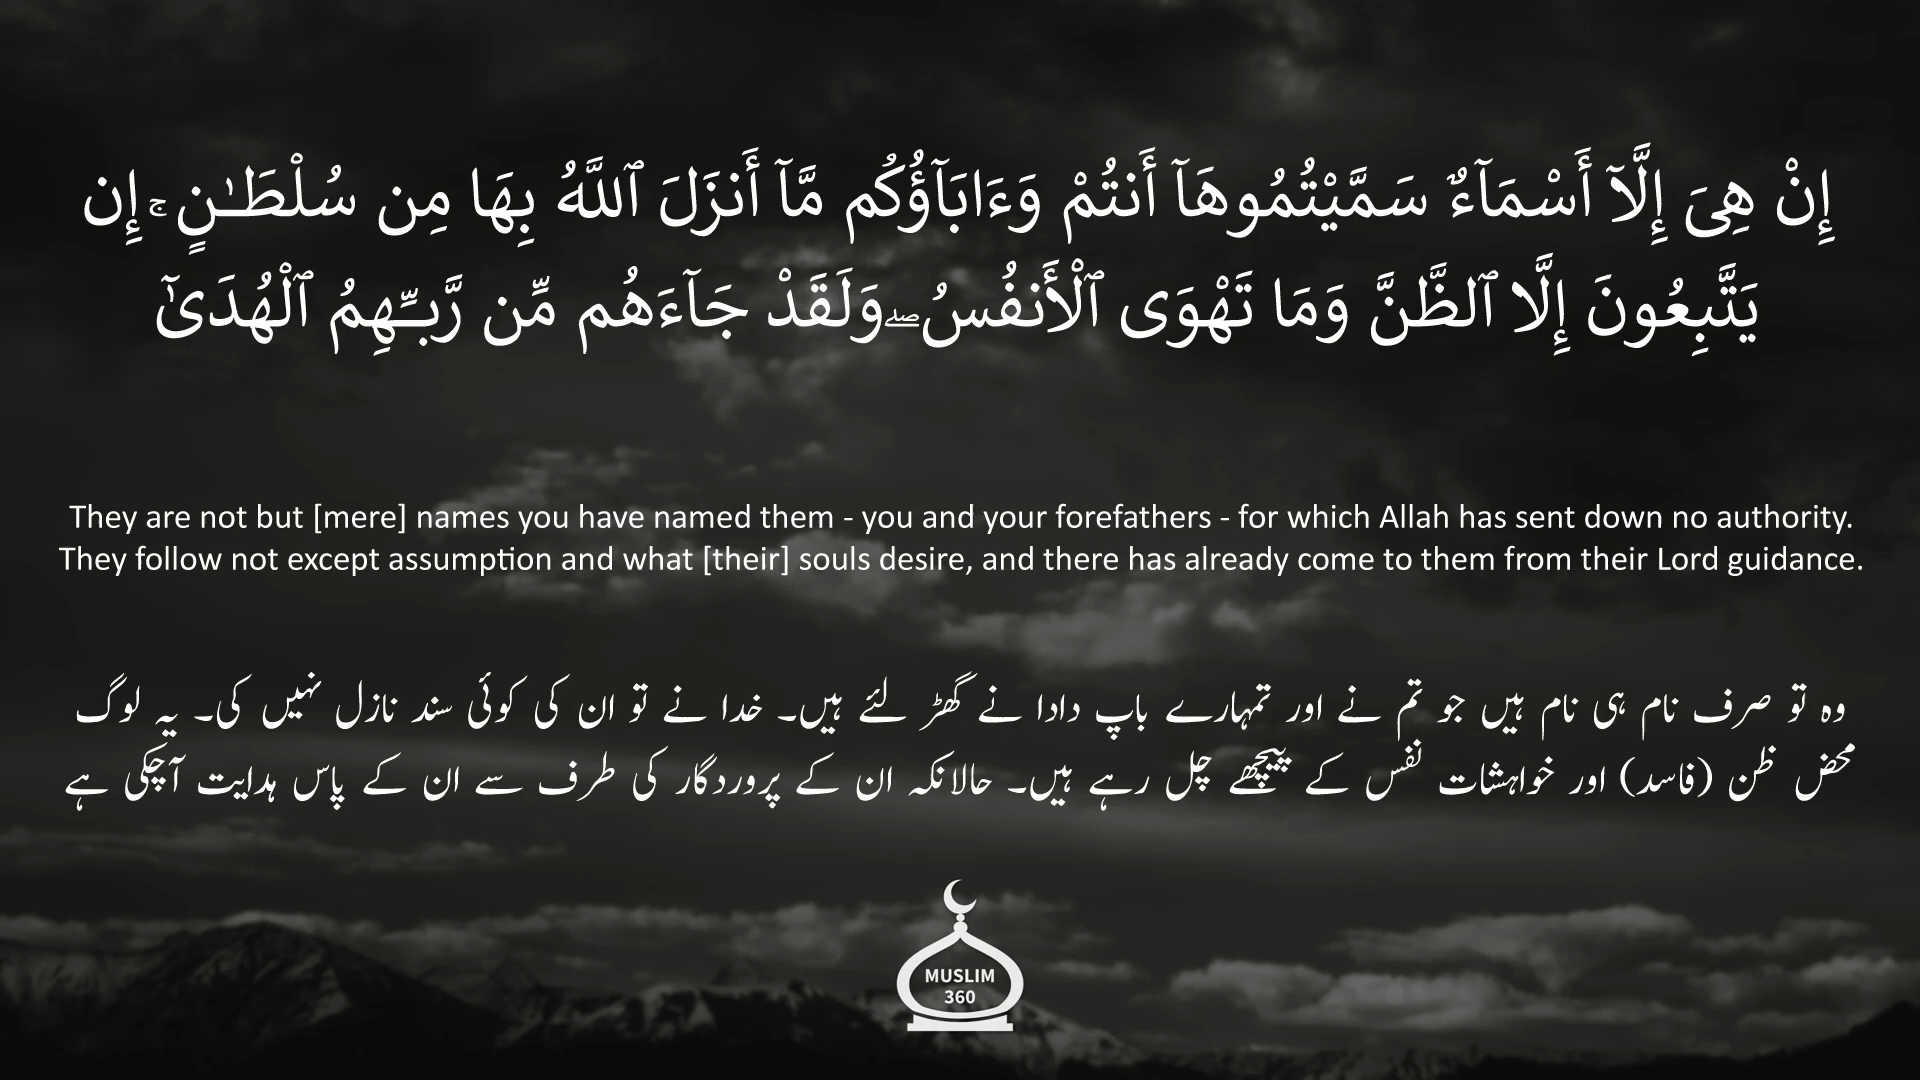 إِنْ هِىَ إِلَّآ أَسْمَآءٌ سَمَّيْتُمُوهَآ أَنتُمْ وَءَابَآؤُكُم مَّآ أَنزَلَ ٱللَّهُ بِهَا مِن سُلْطَـٰنٍ ۚ إِن
يَتَّبِعُونَ إِلَّا ٱلظَّنَّ وَمَا تَهْوَى ٱلْأَنفُسُ ۖ وَلَقَدْ جَآءَهُم مِّن رَّبِّهِمُ ٱلْهُدَىٰٓ
They are not but [mere] names you have named them - you and your forefathers - for which Allah has sent down no authority.
They follow not except assumption and what [their] souls desire, and there has already come to them from their Lord guidance.
وہ تو صرف نام ہی نام ہیں جو تم نے اور تمہارے باپ دادا نے گھڑ لئے ہیں۔ خدا نے تو ان کی کوئی سند نازل نہیں کی۔ یہ لوگ
محض ظن (فاسد) اور خواہشات نفس کے پیچھے چل رہے ہیں۔ حالانکہ ان کے پروردگار کی طرف سے ان کے پاس ہدایت آچکی ہے
MUSLIM
360